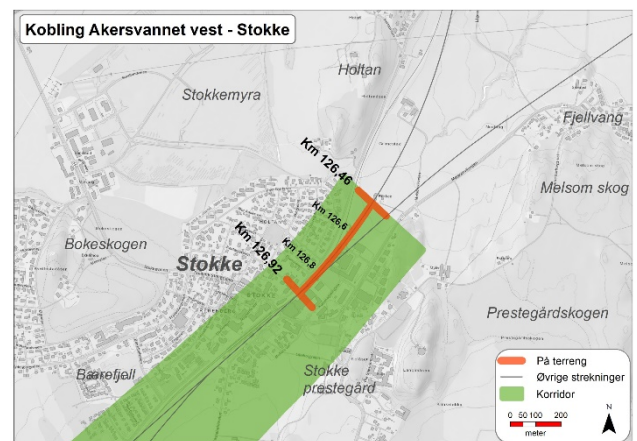 Kobling Akersvannet vest - Stokke
Holtan
Stokkemyra
Fjellvang
Km 126,46
Melsom skog
Km 126,6
Bokeskogen
Km 126,8
Km 126,92
Stokke
STOKKE
Prestegårdskogen
Bærefjell
Stokke
prestegård
På terreng
Øvrige strekninger
Korridor
0 50 100 200
meter
N